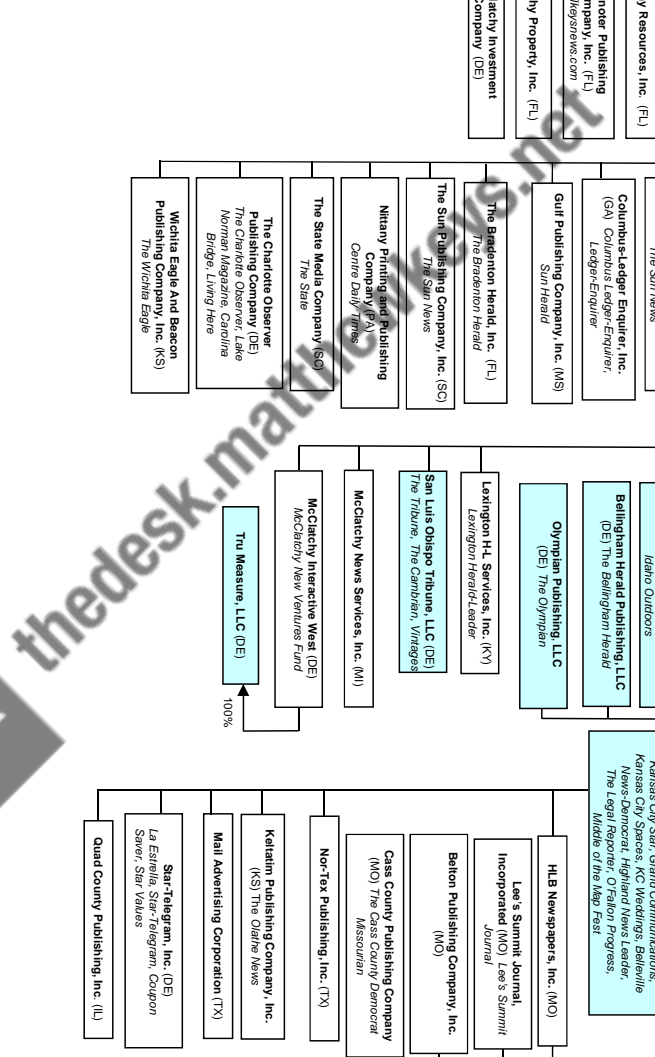 y Resources, Inc. (FL)
noter Publishing
mpany, Inc. (FL)
lkeysnews.com
hy Property, Inc. (FL)
latchy Investment
Company (DE)
The Sun News
Columbus-Ledger Enquirer, Inc.
(GA) Columbus Ledger-Enquirer,
Ledger-Enquirer
Gulf Publishing Company, Inc. (MS)
Sun Herald
The Bradenton Herald, Inc. (FL)
The Bradenton Herald
The Sun Publishing Company, Inc. (SC)
The Sun News
Nittany Printing and Publishing
Company (PA)
Centre Daily Times
The State Media Company (SC)
The State
The Charlotte Observer
Publishing Company (DE)
The Charlotte Observer, Lake
Norman Magazine, Carolina
Bridge, Living Here
Wichita Eagle And Beacon
Publishing Company, Inc. (KS)
The Wichita Eagle
Idaho Outdoors
Bellingham Herald Publishing, LLC
(DE) The Bellingham Herald
Olympian Publishing, LLC
(DE) The Olympian
Lexington H-L Services, Inc. (KY)
Lexington Herald-Leader
San Luis Obispo Tribune, LLC (DE)
The Tribune, The Cambrian, Vintages
McClatchy News Services, Inc. (MI)
McClatchy Interactive West (DE)
McClatchy New Ventures Fund
Tru Measure, LLC (DE)
100%
Kansas City Star, Grand Communications,
Kansas City Spaces, KC Weddings, Belleville
News-Democrat, Highland News Leader,
The Legal Reporter, O'Fallon Progress,
Middle of the Map Fest
HLB Newspapers, Inc. (MO)
Lee's Summit Journal,
Incorporated (MO) Lee's Summit
Journal
Belton Publishing Company, Inc.
(MO)
Cass County Publishing Company
(MO) The Cass County Democrat
Missourian
Nor-Tex Publishing, Inc. (TX)
Keltatim Publishing Company, Inc.
(KS) The Olathe News
Mail Advertising Corporation (TX)
Star-Telegram, Inc. (DE)
La Estrella, Star-Telegram, Coupon
Saver, Star Values
Quad County Publishing, Inc. (IL)
thedesk.matthewkeys.net